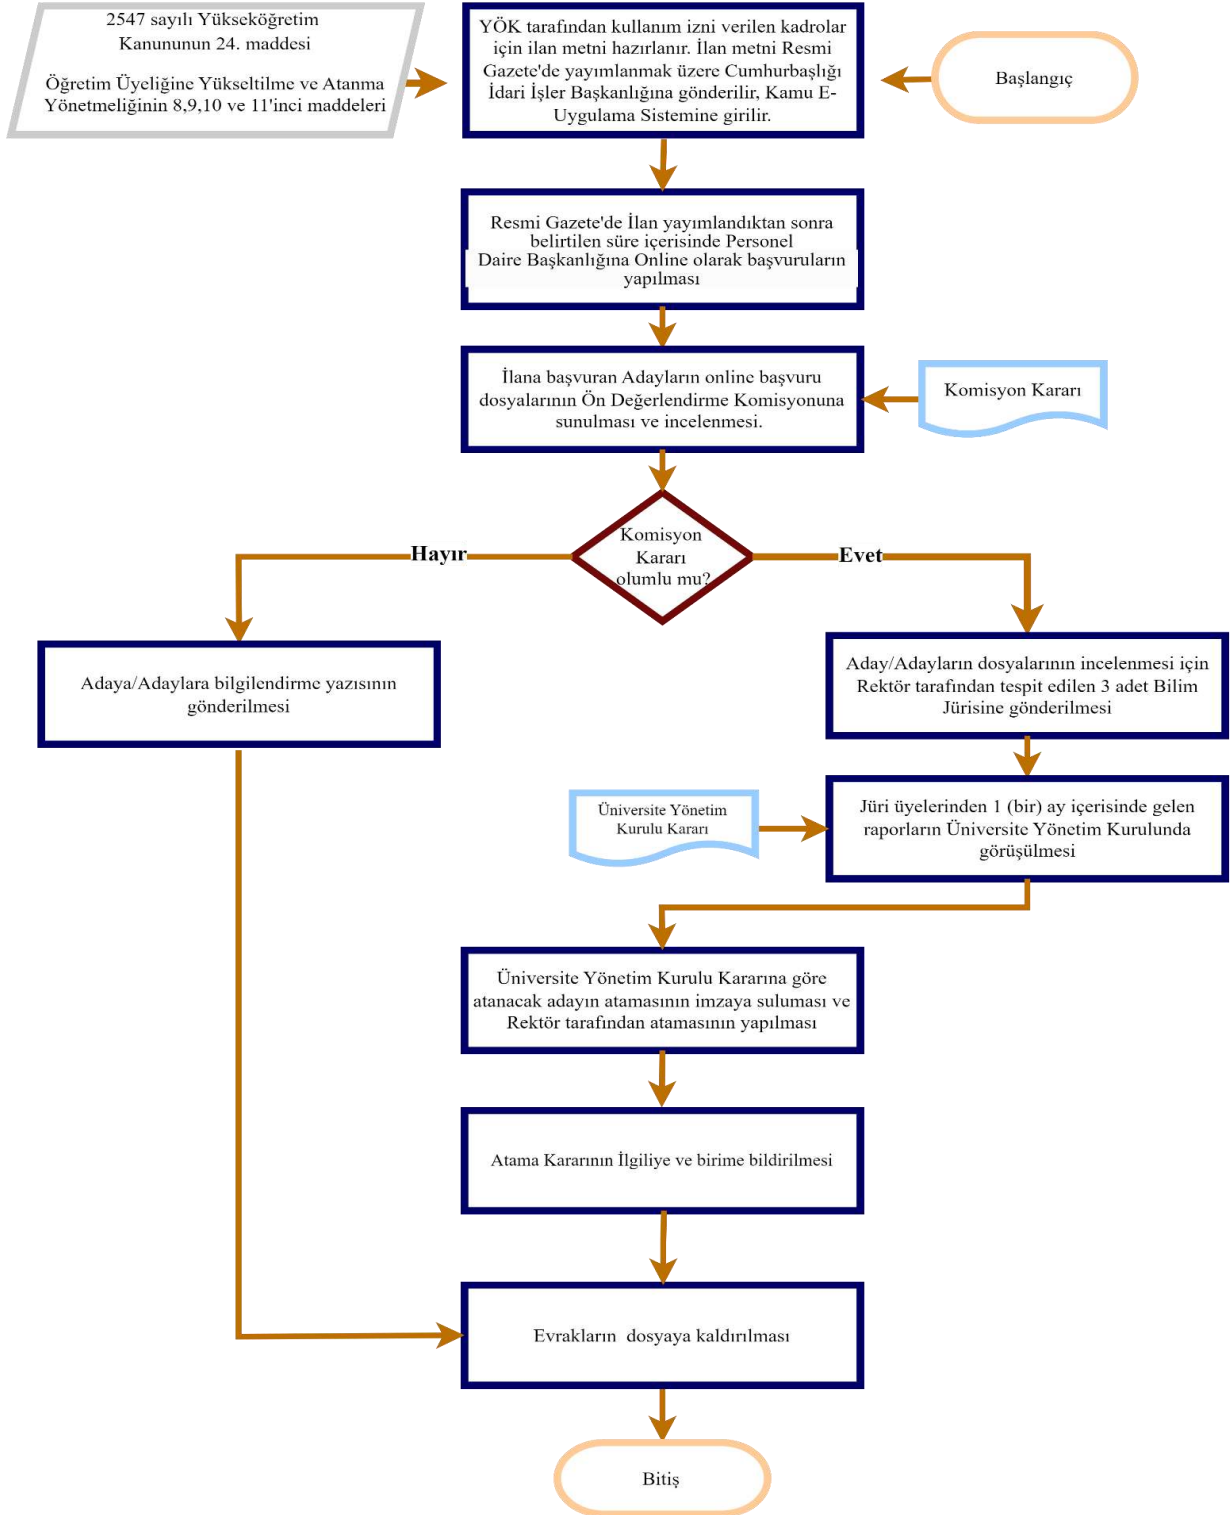 2547 sayılı Yükseköğretim
Kanununun 24. maddesi
Öğretim Üyeliğine Yükseltilme ve Atanma
Yönetmeliğinin 8,9,10 ve 11'inci maddeleri
YÖK tarafından kullanım izni verilen kadrolar
için ilan metni hazırlanır. İlan metni Resmi
Gazete'de yayımlanmak üzere Cumhurbaşlığı
İdari İşler Başkanlığına gönderilir, Kamu E-
Uygulama Sistemine girilir.
Başlangıç
Resmi Gazete'de İlan yayımlandıktan sonra
belirtilen süre içerisinde Personel
Daire Başkanlığına Online olarak başvuruların
yapılması
İlana başvuran Adayların online başvuru
dosyalarının Ön Değerlendirme Komisyonuna
sunulması ve incelenmesi.
Komisyon Kararı
Komisyon
Kararı
olumlu mu?
Hayır
Evet
Adaya/Adaylara bilgilendirme yazısının
gönderilmesi
Aday/Adayların dosyalarının incelenmesi için
Rektör tarafından tespit edilen 3 adet Bilim
Jürisine gönderilmesi
Üniversite Yönetim
Kurulu Kararı
Jüri üyelerinden 1 (bir) ay içerisinde gelen
raporların Üniversite Yönetim Kurulunda
görüşülmesi
Üniversite Yönetim Kurulu Kararına göre
atanacak adayın atamasının imzaya suluması ve
Rektör tarafından atamasının yapılması
Atama Kararının İlgiliye ve birime bildirilmesi
Evrakların dosyaya kaldırılması
Bitiş